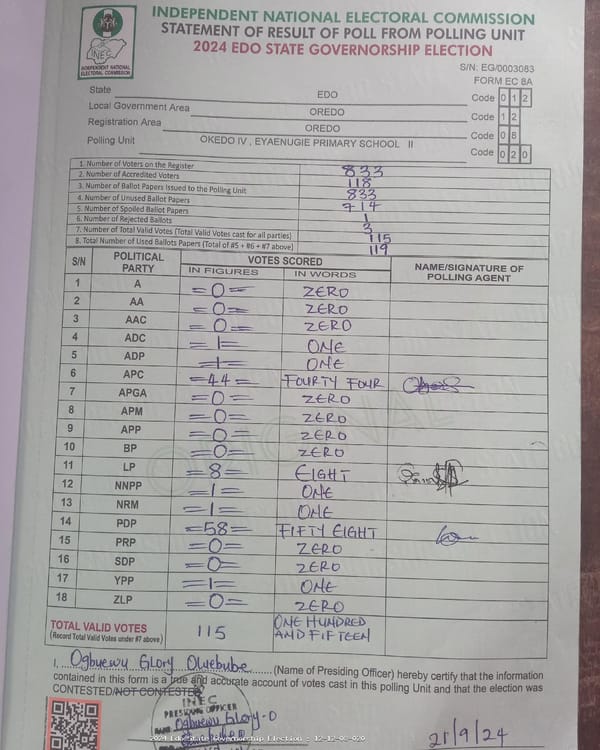 INDEPENDENT NATIONAL ELECTORAL COMMISSION
STATEMENT OF RESULT OF POLL FROM POLLING UNIT
2024 EDO STATE GOVERNORSHIP ELECTION
INEC
INDEPENDENT NATIONAL
ELECTORAL COMMISSION
S/N: EG/0003083
FORM EC 8A
State EDO Code 0 1 2
Local Government Area OREDO Code 1 2
Registration Area OREDO Code 0 8
Polling Unit OKEDO IV , EYAENUGIE PRIMARY SCHOOL II Code 0 2 0
1. Number of Voters on the Register 833
2. Number of Accredited Voters 118
3. Number of Ballot Papers Issued to the Polling Unit 833
4. Number of Unused Ballot Papers 714
5. Number of Spoiled Ballot Papers 1
6. Number of Rejected Ballots 3
7. Number of Total Valid Votes (Total Valid Votes cast for all parties) 115
8. Total Number of Used Ballots Papers (Total of #5 + #6 + #7 above) 119
S/N POLITICAL PARTY VOTES SCORED NAME/SIGNATURE OF POLLING AGENT
IN FIGURES IN WORDS
1 A =0= ZERO
2 AA =0= ZERO
3 AAC =0= ZERO
4 ADC =1= ONE
5 ADP =1= ONE
6 APC =44= FOURTY FOUR
7 APGA =0= ZERO
8 APM =0= ZERO
9 APP =0= ZERO
10 BP =0= ZERO
11 LP =8= EIGHT
12 NNPP =1= ONE
13 NRM =1= ONE
14 PDP =58= FIFTY EIGHT
15 PRP =0= ZERO
16 SDP =0= ZERO
17 YPP =1= ONE
18 ZLP =0= ZERO
TOTAL VALID VOTES 115 ONE HUNDRED
(Record Total Valid Votes under #7 above) AND FIFTEEN
I, Ogbuewu Glory Oluebube (Name of Presiding Officer) hereby certify that the information
contained in this form is a true and accurate account of votes cast in this polling Unit and that the election was
CONTESTED/NOT CONTESTED
INEC
PRESIDING OFFICER
Ogbuewu Glory-O
2024 Edo State Governorship Election - 12-12-08-020
21/9/24